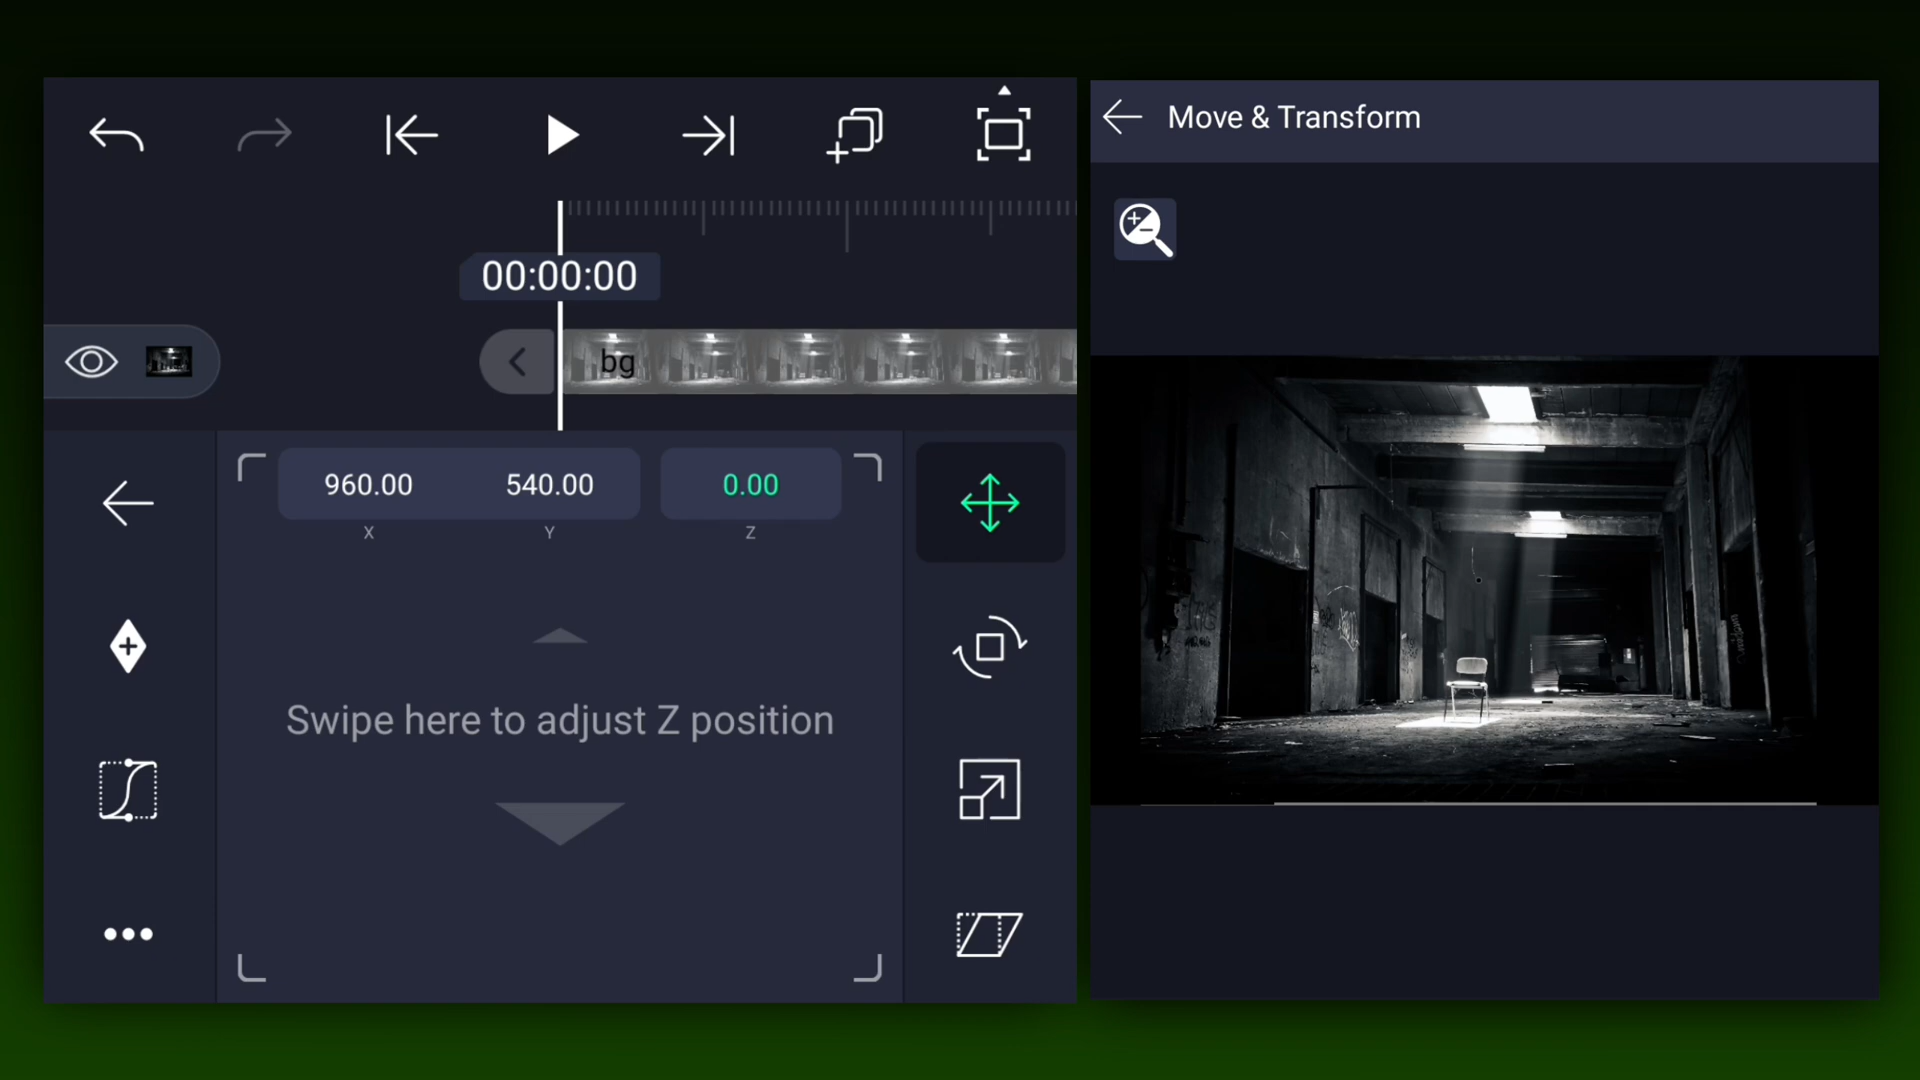 Move & Transform
00:00:00
bg
960.00 540.00 0.00
X Y Z
Swipe here to adjust Z position